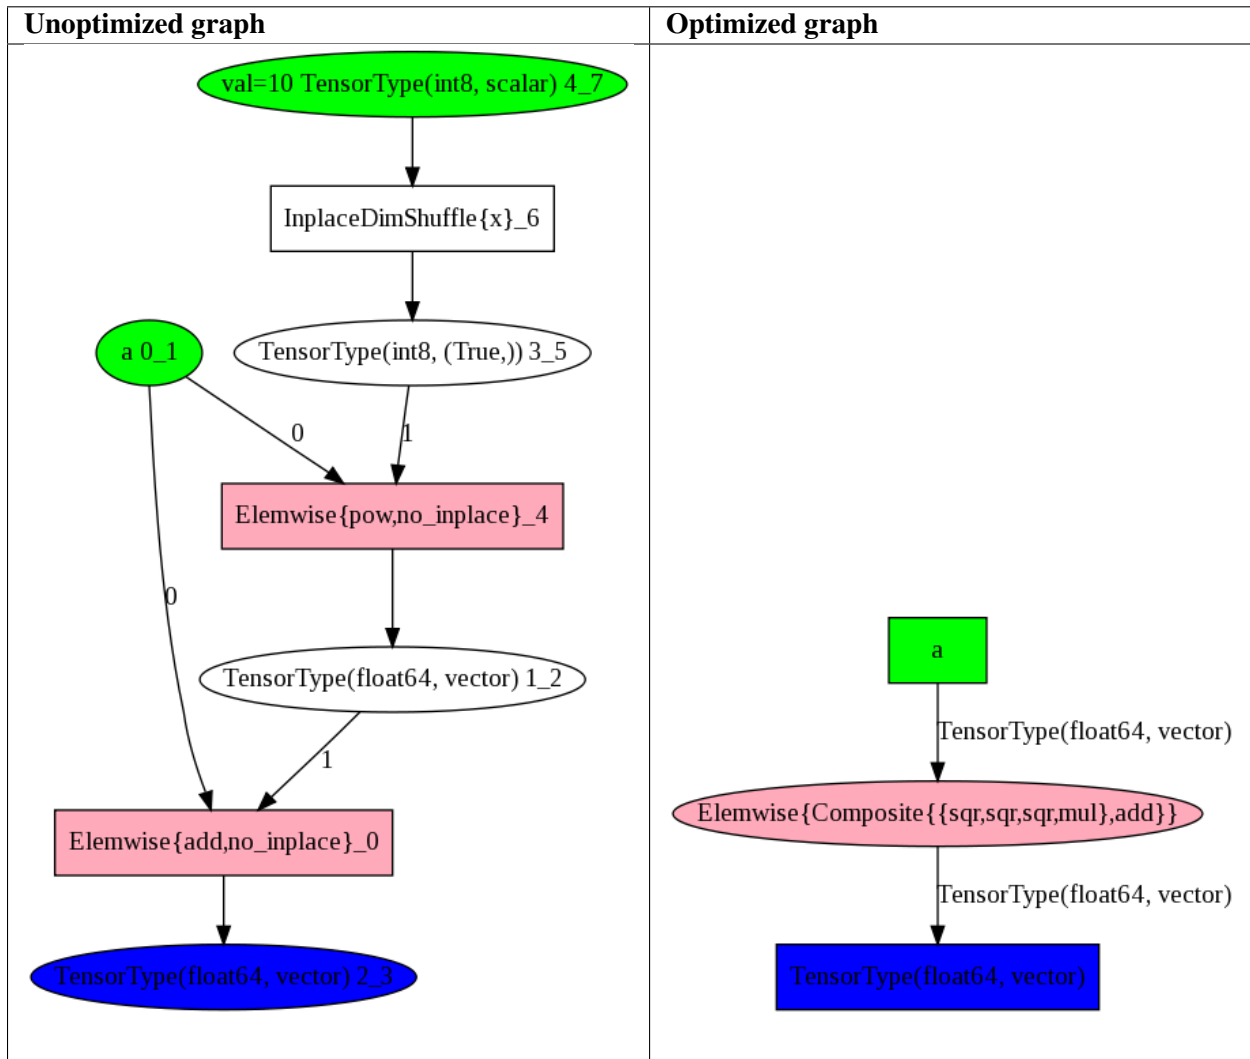 Unoptimized graph
Optimized graph
val=10 TensorType(int8, scalar) 4_7
InplaceDimShuffle{x}_6
a 0_1
TensorType(int8, (True,)) 3_5
0
1
Elemwise{pow,no_inplace}_4
0
TensorType(float64, vector) 1_2
1
Elemwise{add,no_inplace}_0
TensorType(float64, vector) 2_3
a
TensorType(float64, vector)
Elemwise{Composite{{sqr,sqr,sqr,mul},add}}
TensorType(float64, vector)
TensorType(float64, vector)